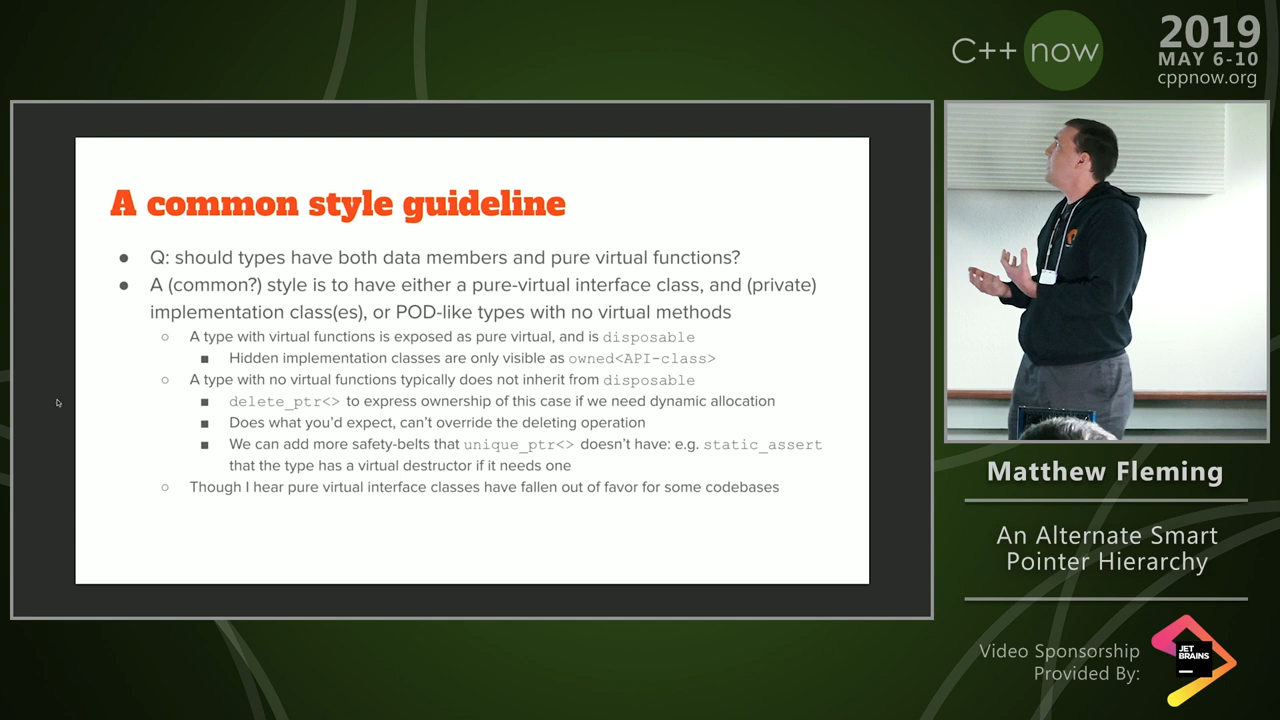 C++ now
2019
MAY 6-10
cppnow.org
A common style guideline
● Q: should types have both data members and pure virtual functions?
● A (common?) style is to have either a pure-virtual interface class, and (private)
implementation class(es), or POD-like types with no virtual methods
○ A type with virtual functions is exposed as pure virtual, and is disposable
■ Hidden implementation classes are only visible as owned<API-class>
○ A type with no virtual functions typically does not inherit from disposable
■ delete_ptr<> to express ownership of this case if we need dynamic allocation
■ Does what you'd expect, can't override the deleting operation
■ We can add more safety-belts that unique_ptr<> doesn't have: e.g. static_assert
that the type has a virtual destructor if it needs one
○ Though I hear pure virtual interface classes have fallen out of favor for some codebases
Matthew Fleming
An Alternate Smart
Pointer Hierarchy
Video Sponsorship
Provided By:
JET
BRAINS